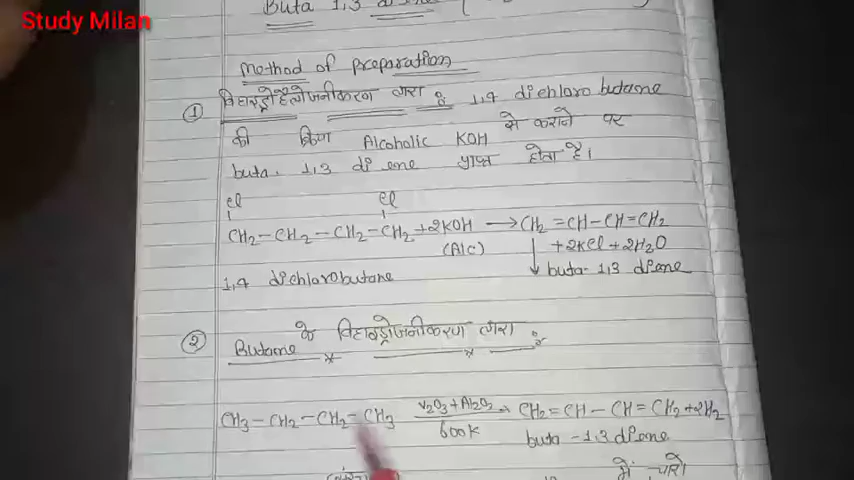 Study Milan
Buta 1,3
Method of preparation
① विहाइड्रोहैलोजनीकरण द्वारा :- 1,4 dichloro butane
की क्रिया Alcoholic KOH से कराने पर
buta. 1,3 di ene प्राप्त होता है।
Cl Cl
CH₂-CH₂-CH₂-CH₂+2KOH → CH₂=CH-CH=CH₂
(Alc) ↓ +2KCl+2H₂O
1,4 dichlorobutane buta-1,3 diene
② Butane के विहाइड्रोजनीकरण द्वारा :-
CH₃-CH₂-CH₂-CH₃ V₂O₃+Al₂O₃ → CH₂=CH-CH=CH₂+2H₂
600K buta-1,3 diene
में